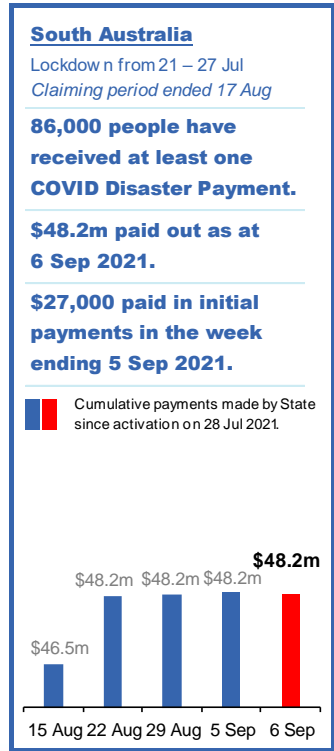 South Australia
Lockdown from 21 – 27 Jul
Claiming period ended 17 Aug
86,000 people have
received at least one
COVID Disaster Payment.
$48.2m paid out as at
6 Sep 2021.
$27,000 paid in initial
payments in the week
ending 5 Sep 2021.
Cumulative payments made by State
since activation on 28 Jul 2021.
$48.2m
$48.2m $48.2m $48.2m
$46.5m
15 Aug 22 Aug 29 Aug 5 Sep 6 Sep